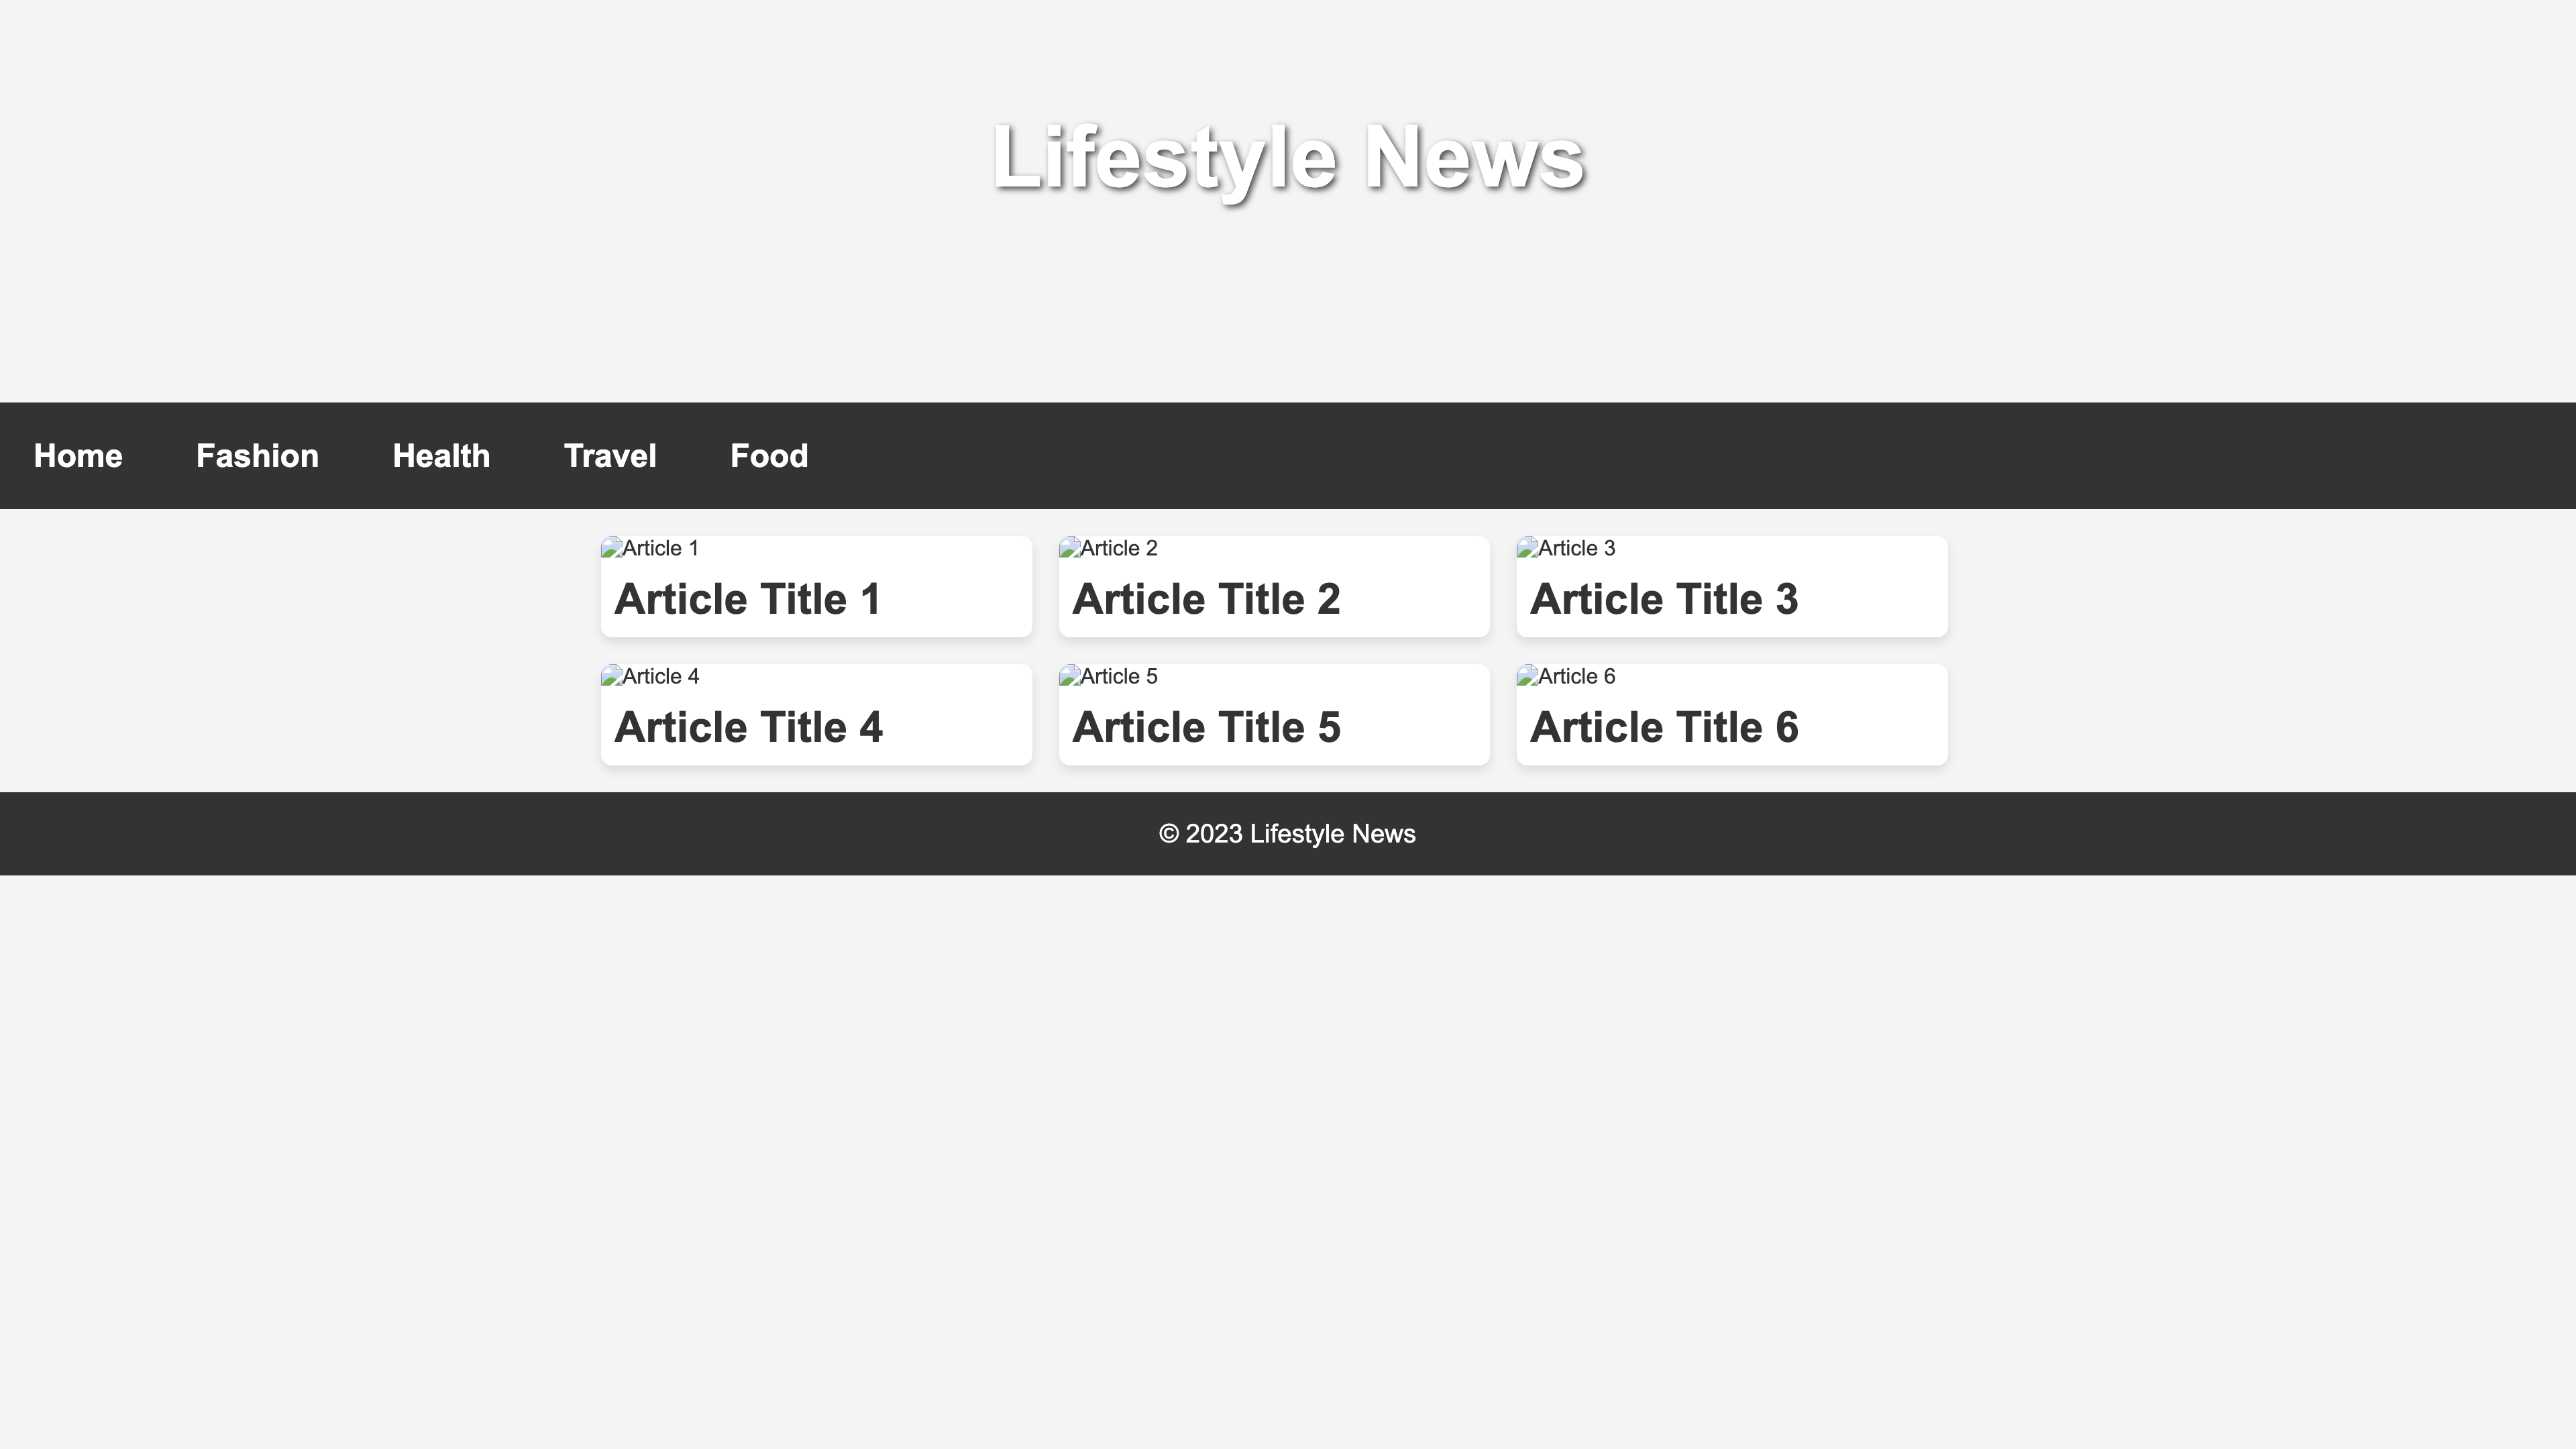 Lifestyle News
Home Fashion Health Travel Food
Article 1 Article 2 Article 3
Article Title 1 Article Title 2 Article Title 3
Article 4 Article 5 Article 6
Article Title 4 Article Title 5 Article Title 6
© 2023 Lifestyle News